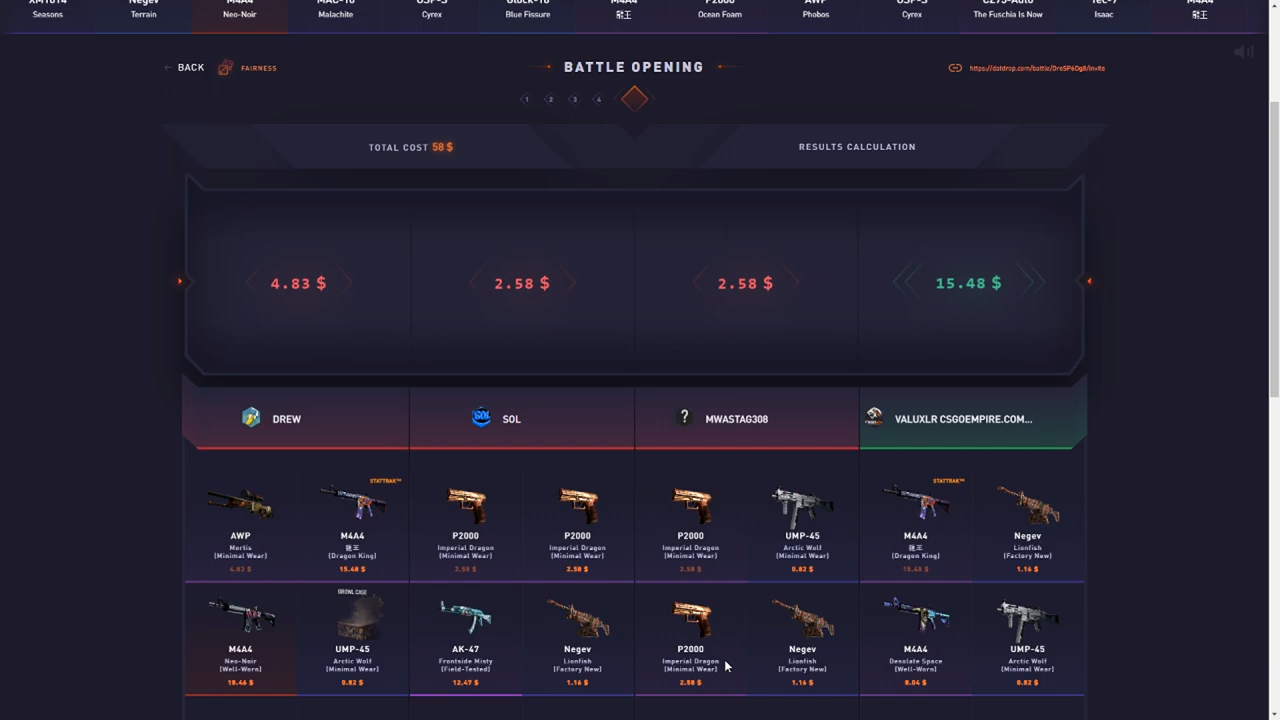 XM1014 Negev M4A4 MAC-10 USP-S Glock-18 M4A4 P2000 AWP USP-S CZ75-Auto Tec-9 M4A4
Seasons Terrain Neo-Noir Malachite Cyrex Blue Fissure 龍王 Ocean Foam Phobos Cyrex The Fuschia Is Now Isaac 龍王
← BACK FAIRNESS BATTLE OPENING https://datdrop.com/battle/DreSP6Og8/invite
1 2 3 4
TOTAL COST 58 $ RESULTS CALCULATION
4.83 $ 2.58 $ 2.58 $ 15.48 $
DREW SOL ? MWASTAG308 VALUXLR CSGOEMPIRE.COM...
STATTRAK™ STATTRAK™
AWP M4A4 P2000 P2000 P2000 UMP-45 M4A4 Negev
Mortis 龍王 Imperial Dragon Imperial Dragon Imperial Dragon Arctic Wolf 龍王 Lionfish
(Minimal Wear) (Dragon King) (Minimal Wear) (Minimal Wear) (Minimal Wear) (Minimal Wear) (Dragon King) (Factory New)
4.83 $ 15.48 $ 2.58 $ 2.58 $ 2.58 $ 0.82 $ 15.48 $ 1.16 $
GROWL CASE
M4A4 UMP-45 AK-47 Negev P2000 Negev M4A4 UMP-45
Neo-Noir Arctic Wolf Frontside Misty Lionfish Imperial Dragon Lionfish Desolate Space Arctic Wolf
(Well-Worn) (Minimal Wear) (Field-Tested) (Factory New) (Minimal Wear) (Factory New) (Well-Worn) (Minimal Wear)
18.46 $ 0.82 $ 12.47 $ 1.16 $ 2.58 $ 1.16 $ 8.04 $ 0.82 $